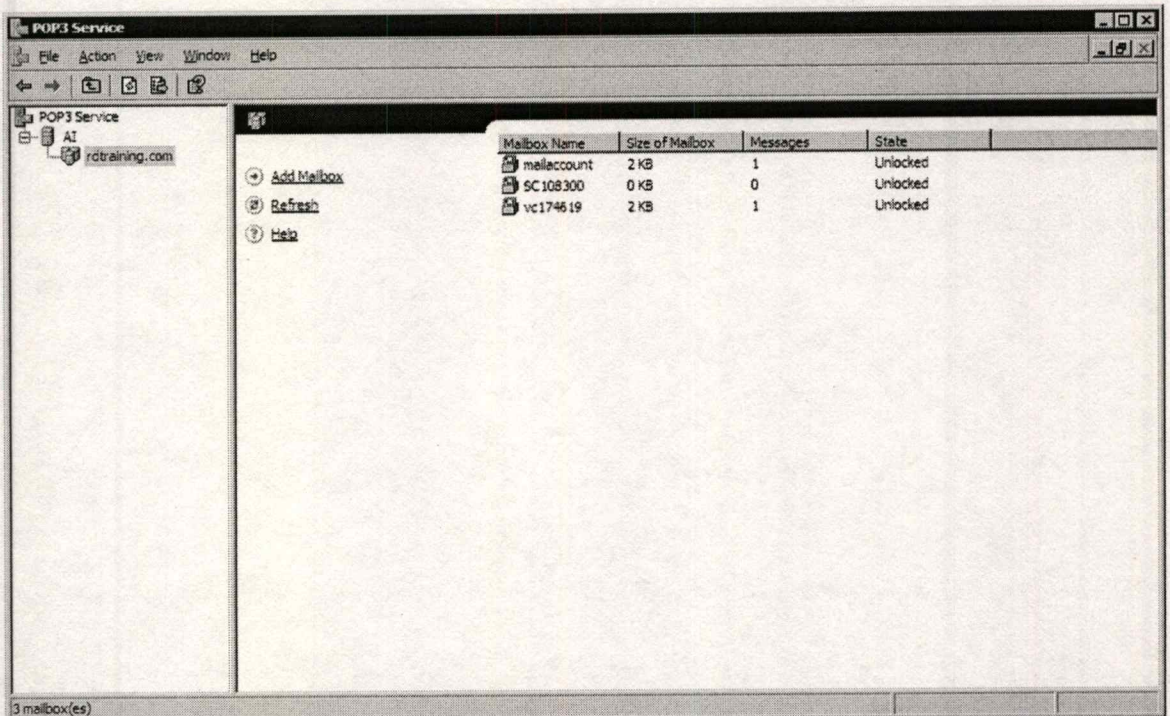 POP3 Service
File Action View Window Help
POP3 Service
AI
rdtraining.com
Add Mailbox
Refresh
Help
Mailbox Name Size of Mailbox Messages State
mailaccount 2 KB 1 Unlocked
SC108300 0 KB 0 Unlocked
vc174619 2 KB 1 Unlocked
3 mailbox(es)